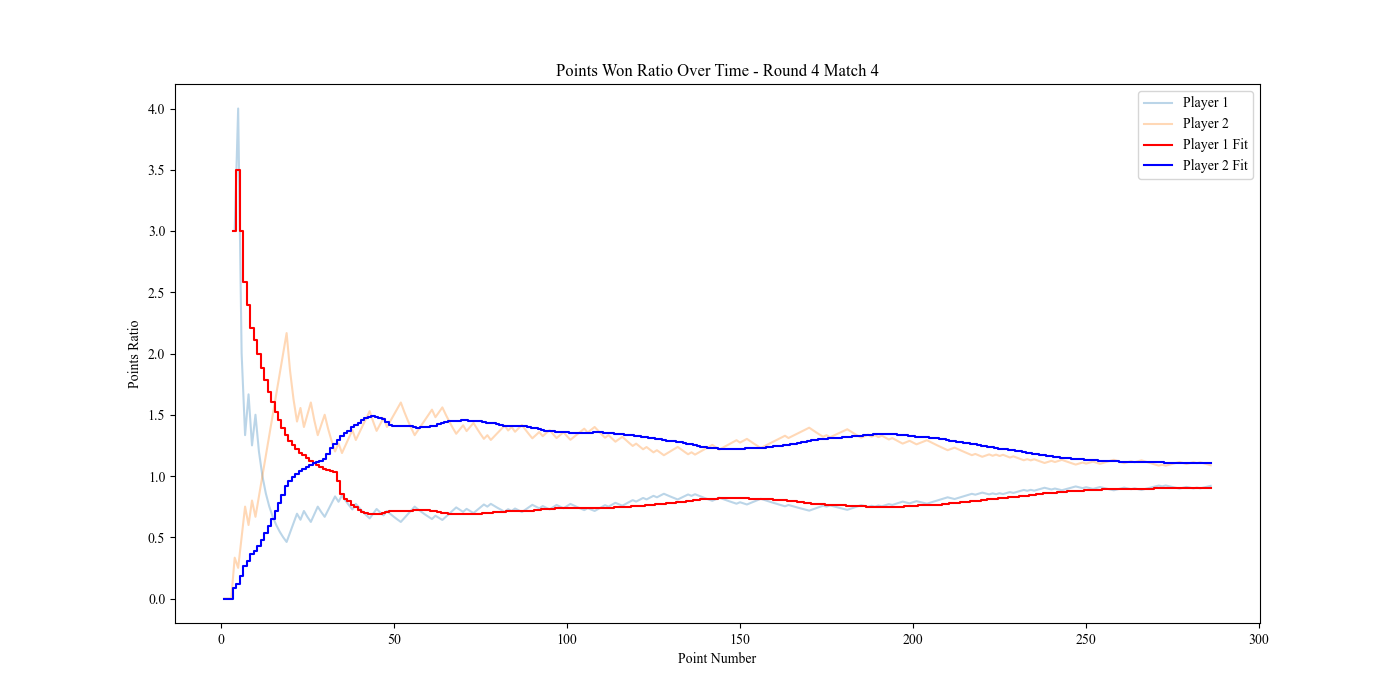 Points Won Ratio Over Time - Round 4 Match 4
Player 1
Player 2
Player 1 Fit
Player 2 Fit
Points Ratio
4.0
3.5
3.0
2.5
2.0
1.5
1.0
0.5
0.0
0 50 100 150 200 250 300
Point Number